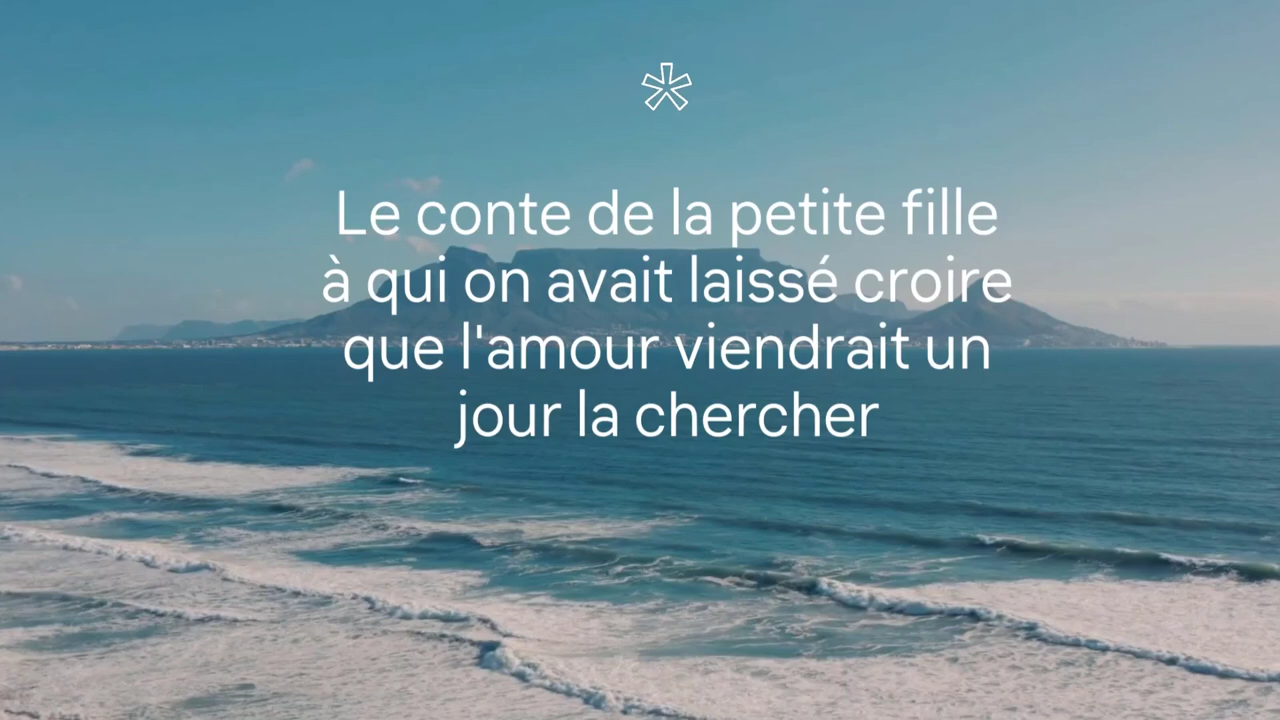 Le conte de la petite fille
à qui on avait laissé croire
que l'amour viendrait un
jour la chercher